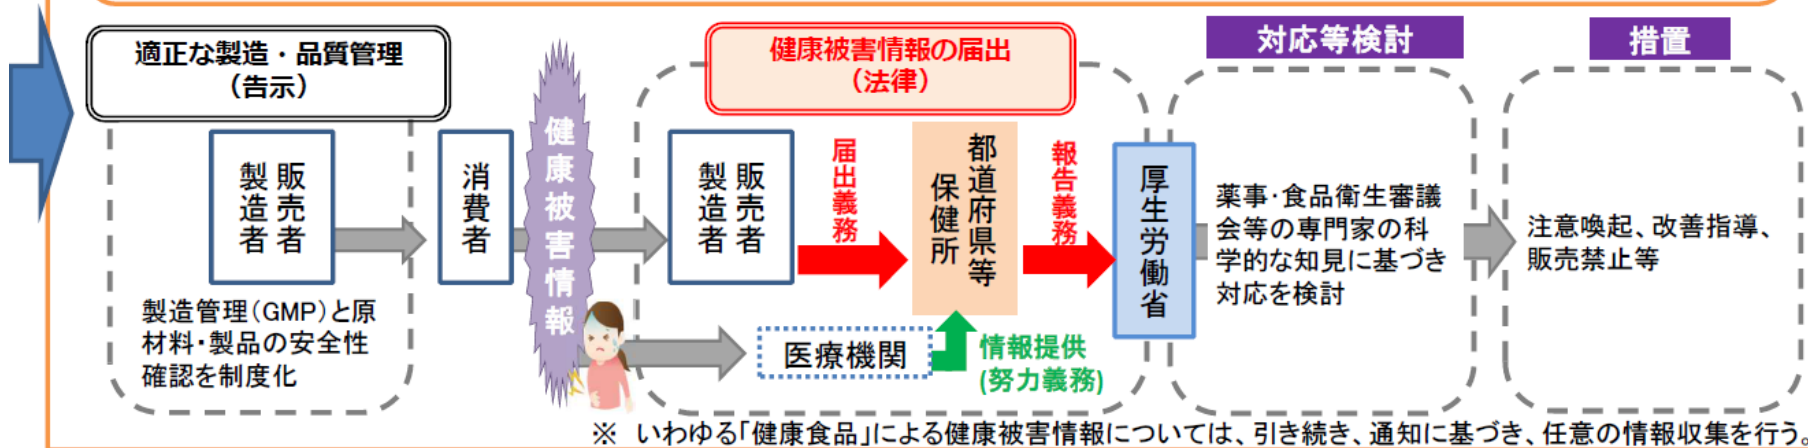 適正な製造・品質管理
（告示）
健康被害情報の届出
（法律）
対応等検討
措置
販売者
製造者
消費者
健康被害情報
販売者
製造者
届出義務
都道府県等
保健所
報告義務
厚生労働省
薬事・食品衛生審議
会等の専門家の科
学的な知見に基づき
対応を検討
注意喚起、改善指導、
販売禁止等
製造管理(GMP)と原
材料・製品の安全性
確認を制度化
医療機関
情報提供
(努力義務)
※ いわゆる「健康食品」による健康被害情報については、引き続き、通知に基づき、任意の情報収集を行う。